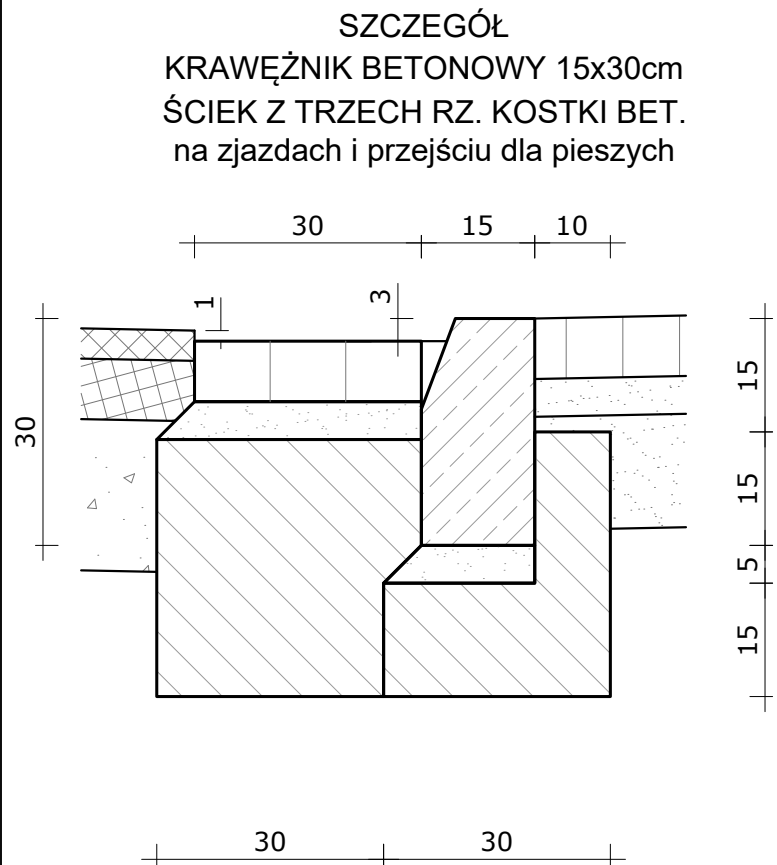 SZCZEGÓŁ
KRAWĘŻNIK BETONOWY 15x30cm
ŚCIEK Z TRZECH RZ. KOSTKI BET.
na zjazdach i przejściu dla pieszych
30 15 10
1 3
30
15
15
5
15
30 30